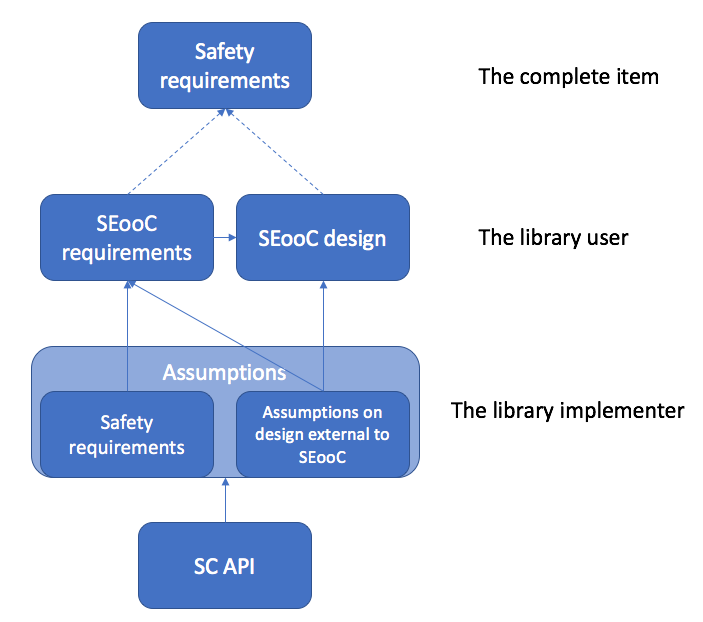 Safety
requirements
The complete item
SEooC
requirements
SEooC design
The library user
Assumptions
Safety
requirements
Assumptions on
design external to
SEooC
The library implementer
SC API